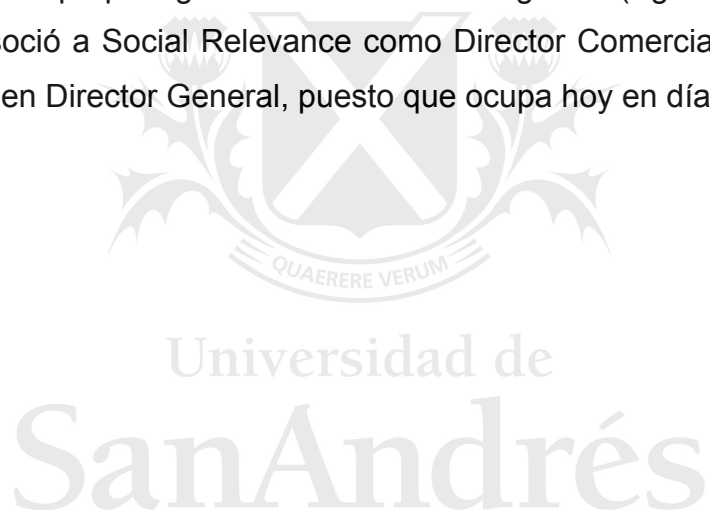 soció a Social Relevance como Director Comercia
en Director General, puesto que ocupa hoy en día
QUAERERE VERUM
Universidad de
SanAndrés